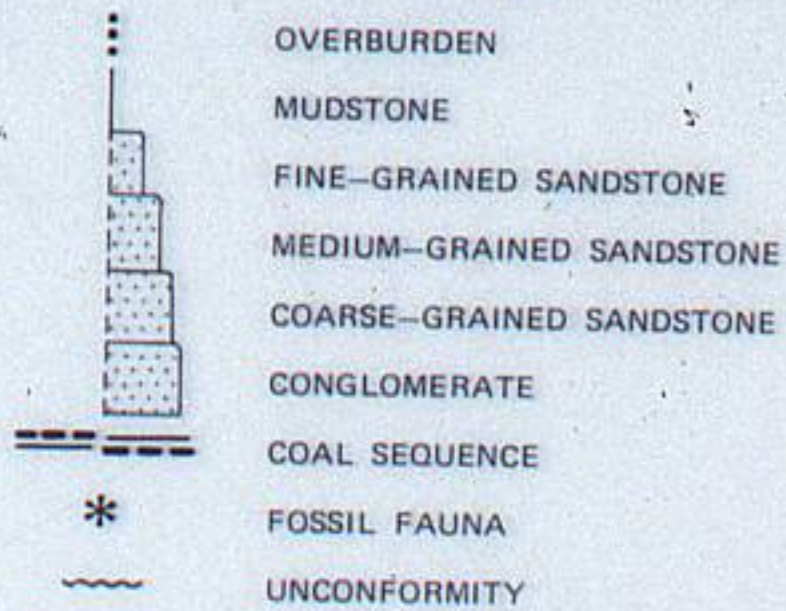 OVERBURDEN
MUDSTONE
FINE–GRAINED SANDSTONE
MEDIUM–GRAINED SANDSTONE
COARSE–GRAINED SANDSTONE
CONGLOMERATE
COAL SEQUENCE
* FOSSIL FAUNA
UNCONFORMITY